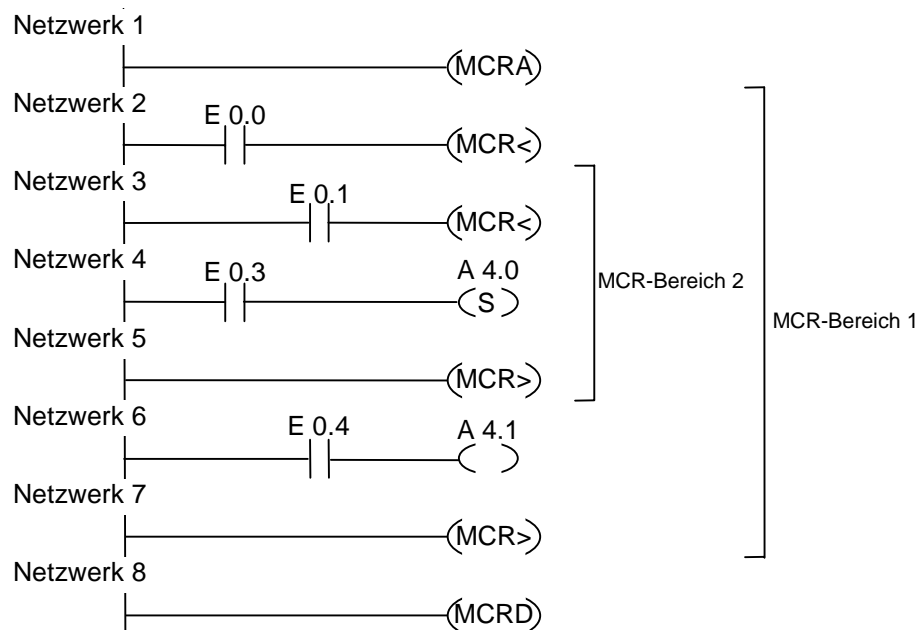 Netzwerk 1
(MCRA)
Netzwerk 2
E 0.0
(MCR<)
Netzwerk 3
E 0.1
(MCR<)
Netzwerk 4
E 0.3 A 4.0
(S)
MCR-Bereich 2
MCR-Bereich 1
Netzwerk 5
(MCR>)
Netzwerk 6
E 0.4 A 4.1
Netzwerk 7
(MCR>)
Netzwerk 8
(MCRD)